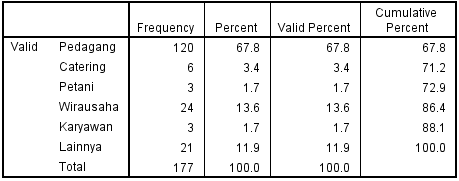 Frequency Percent Valid Percent Cumulative Percent
Valid Pedagang 120 67.8 67.8 67.8
Catering 6 3.4 3.4 71.2
Petani 3 1.7 1.7 72.9
Wirausaha 24 13.6 13.6 86.4
Karyawan 3 1.7 1.7 88.1
Lainnya 21 11.9 11.9 100.0
Total 177 100.0 100.0